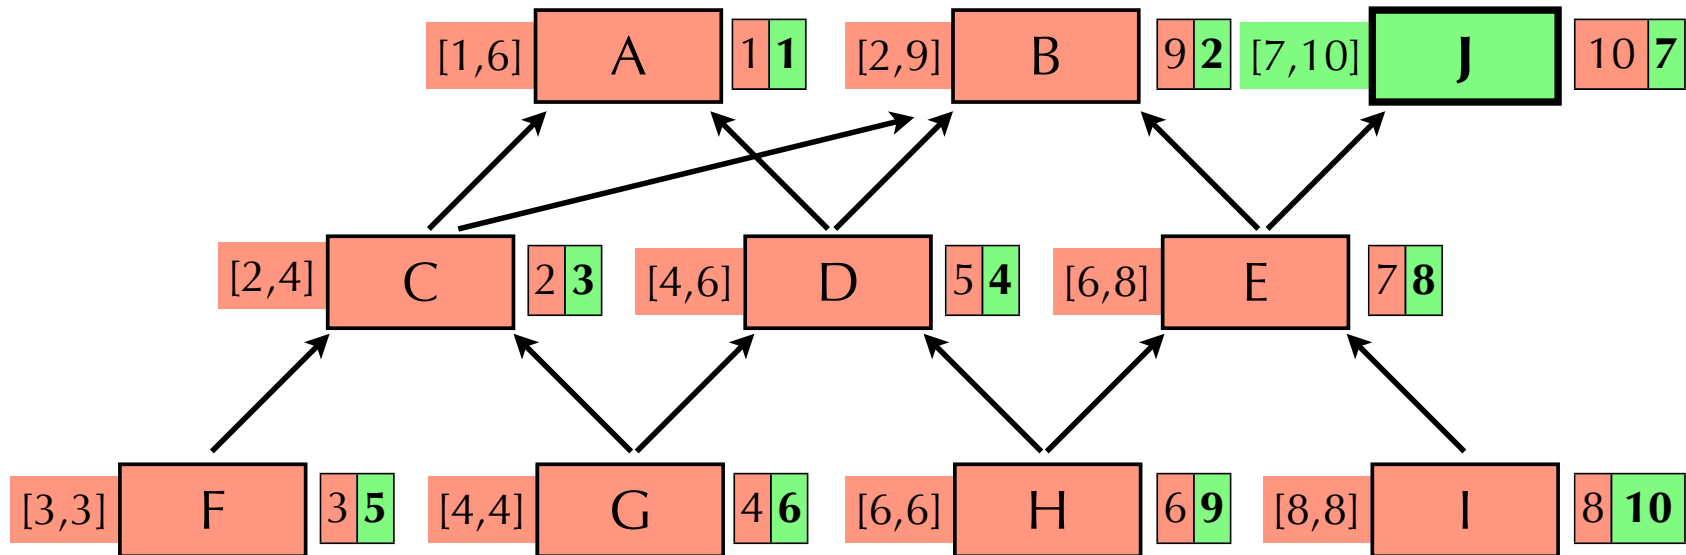 [1,6] A 1 1 [2,9] B 9 2 [7,10] J 10 7
[2,4] C 2 3 [4,6] D 5 4 [6,8] E 7 8
[3,3] F 3 5 [4,4] G 4 6 [6,6] H 6 9 [8,8] I 8 10